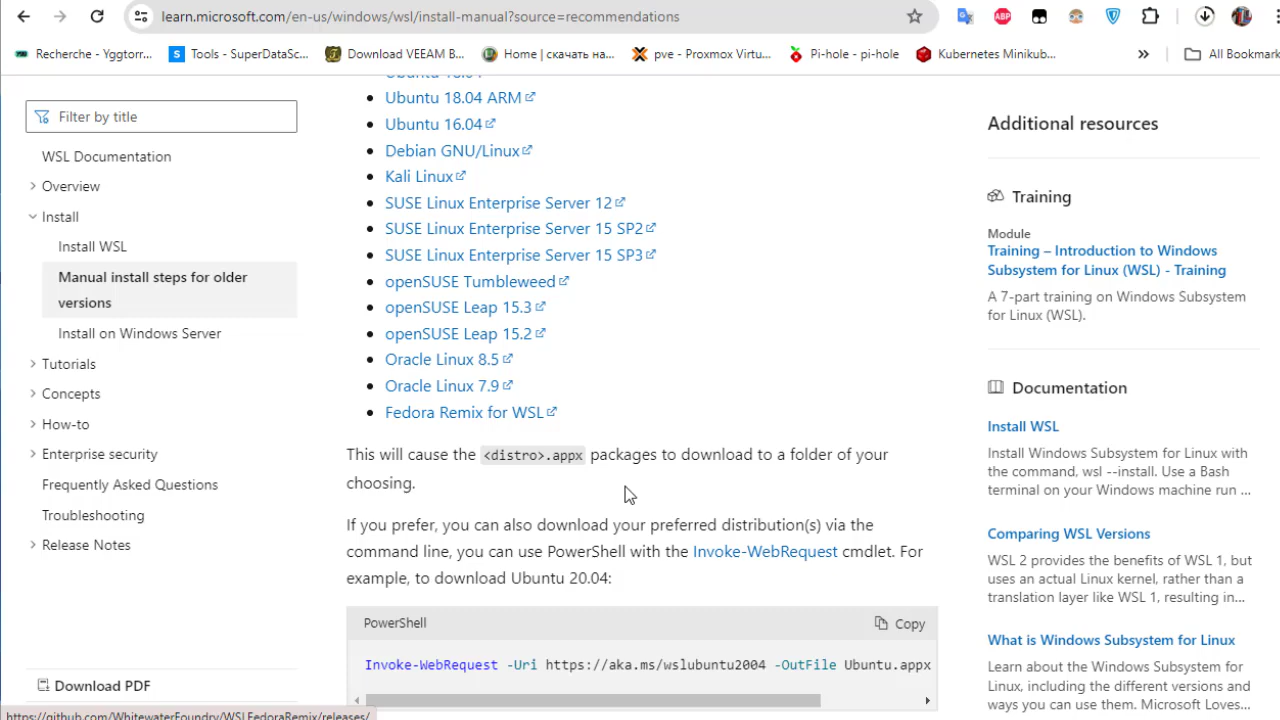 learn.microsoft.com/en-us/windows/wsl/install-manual?source=recommendations
Recherche - Yggtorr...
Tools - SuperDataSc...
Download VEEAM B...
Home | скачать на...
pve - Proxmox Virtu...
Pi-hole - pi-hole
Kubernetes Minikub...
»
All Bookmark
Filter by title
WSL Documentation
Overview
Install
Install WSL
Manual install steps for older
versions
Install on Windows Server
Tutorials
Concepts
How-to
Enterprise security
Frequently Asked Questions
Troubleshooting
Release Notes
Download PDF
Ubuntu 18.04 ARM
Ubuntu 16.04
Debian GNU/Linux
Kali Linux
SUSE Linux Enterprise Server 12
SUSE Linux Enterprise Server 15 SP2
SUSE Linux Enterprise Server 15 SP3
openSUSE Tumbleweed
openSUSE Leap 15.3
openSUSE Leap 15.2
Oracle Linux 8.5
Oracle Linux 7.9
Fedora Remix for WSL
This will cause the <distro>.appx packages to download to a folder of your
choosing.
If you prefer, you can also download your preferred distribution(s) via the
command line, you can use PowerShell with the Invoke-WebRequest cmdlet. For
example, to download Ubuntu 20.04:
PowerShell
Copy
Invoke-WebRequest -Uri https://aka.ms/wslubuntu2004 -OutFile Ubuntu.appx
Additional resources
Training
Module
Training – Introduction to Windows
Subsystem for Linux (WSL) - Training
A 7-part training on Windows Subsystem
for Linux (WSL).
Documentation
Install WSL
Install Windows Subsystem for Linux with
the command, wsl --install. Use a Bash
terminal on your Windows machine run ...
Comparing WSL Versions
WSL 2 provides the benefits of WSL 1, but
uses an actual Linux kernel, rather than a
translation layer like WSL 1, resulting in...
What is Windows Subsystem for Linux
Learn about the Windows Subsystem for
Linux, including the different versions and
ways you can use them. Microsoft Loves...
https://github.com/WhitewaterFoundry/WSLFedoraRemix/releases/
ABP